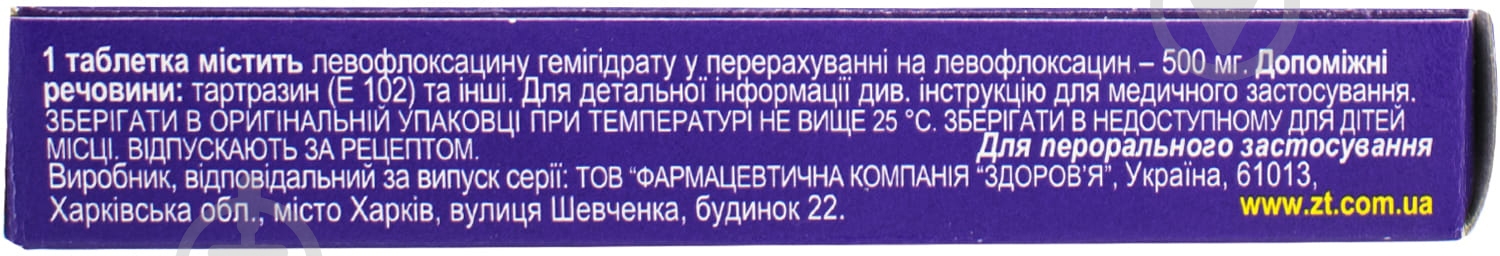 1 таблетка містить левофлоксацину гемігідрату у перерахуванні на левофлоксацин – 500 мг. Допоміжні
речовини: тартразин (Е 102) та інші. Для детальної інформації див. інструкцію для медичного застосування.
ЗБЕРІГАТИ В ОРИГІНАЛЬНІЙ УПАКОВЦІ ПРИ ТЕМПЕРАТУРІ НЕ ВИЩЕ 25 °С. ЗБЕРІГАТИ В НЕДОСТУПНОМУ ДЛЯ ДІТЕЙ
МІСЦІ. ВІДПУСКАЮТЬ ЗА РЕЦЕПТОМ. Для перорального застосування
Виробник, відповідальний за випуск серії: ТОВ “ФАРМАЦЕВТИЧНА КОМПАНІЯ “ЗДОРОВ’Я”, Україна, 61013,
Харківська обл., місто Харків, вулиця Шевченка, будинок 22. www.zt.com.ua